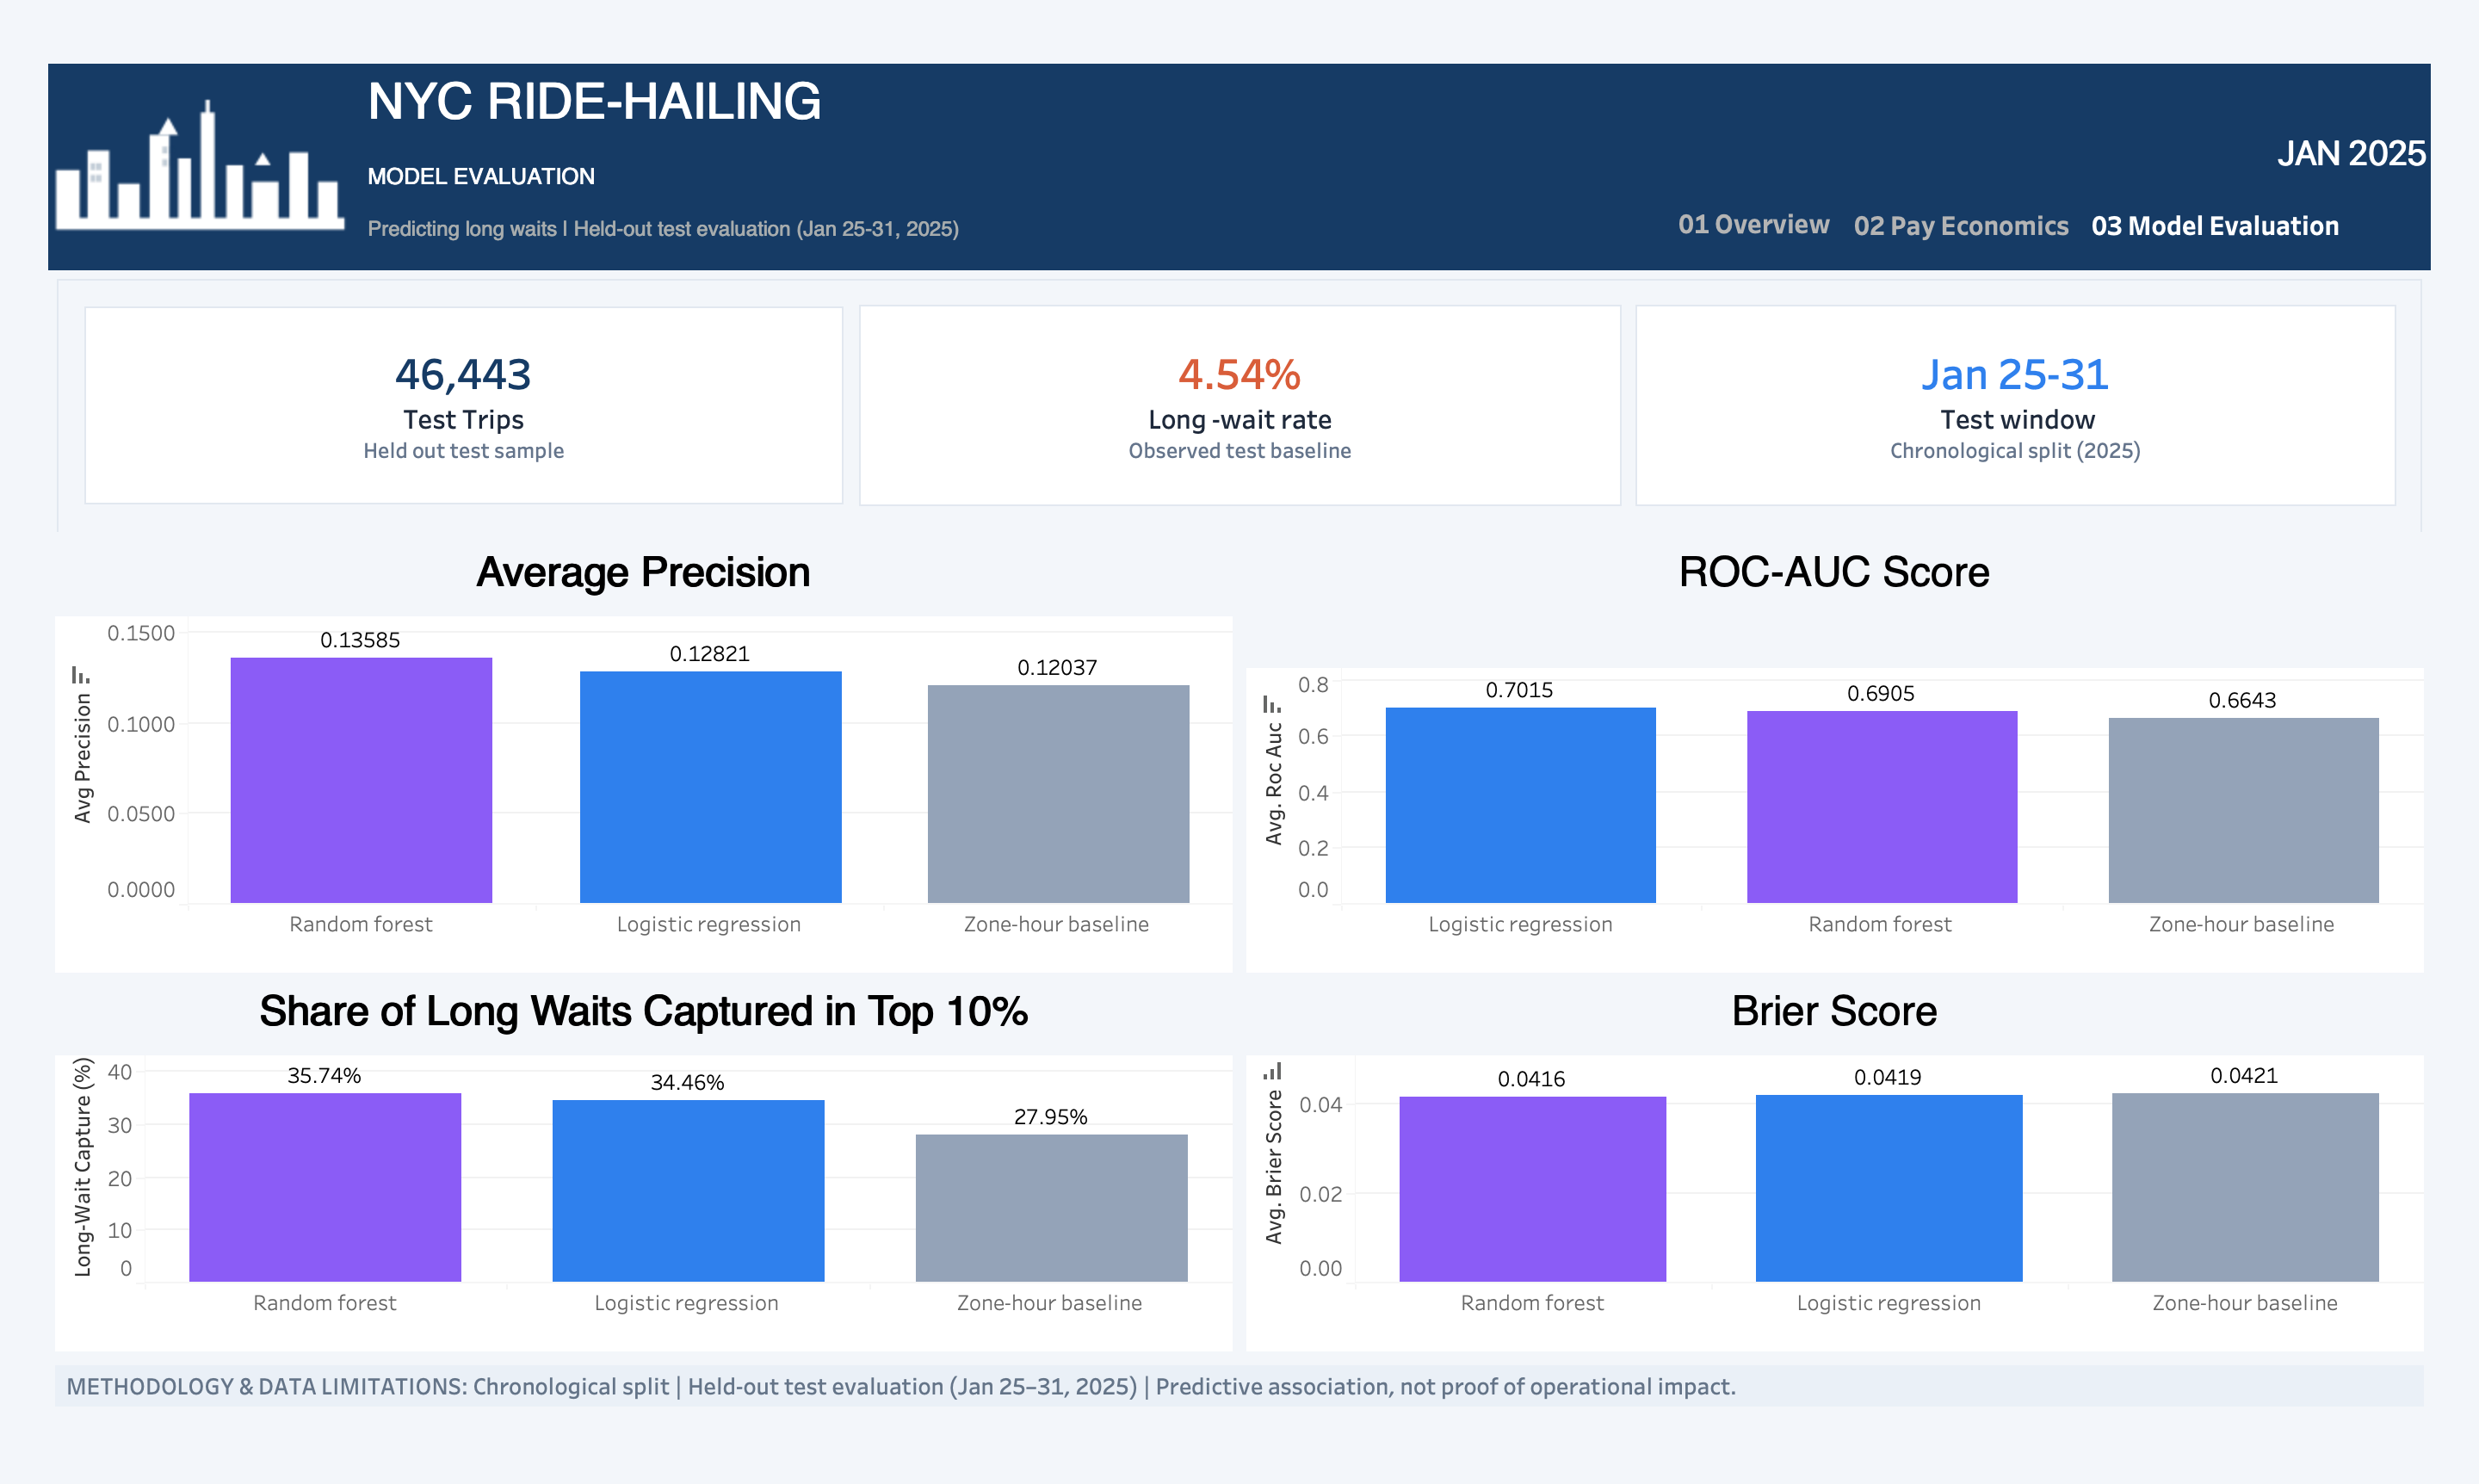 NYC RIDE-HAILING
MODEL EVALUATION
Predicting long waits | Held-out test evaluation (Jan 25-31, 2025)
JAN 2025
01 Overview 02 Pay Economics 03 Model Evaluation
46,443
Test Trips
Held out test sample
4.54%
Long -wait rate
Observed test baseline
Jan 25-31
Test window
Chronological split (2025)
Average Precision
Avg Precision
0.1500
0.1000
0.0500
0.0000
0.13585
0.12821
0.12037
Random forest
Logistic regression
Zone-hour baseline
ROC-AUC Score
Avg. Roc Auc
0.8
0.6
0.4
0.2
0.0
0.7015
0.6905
0.6643
Logistic regression
Random forest
Zone-hour baseline
Share of Long Waits Captured in Top 10%
Long-Wait Capture (%)
40
30
20
10
0
35.74%
34.46%
27.95%
Random forest
Logistic regression
Zone-hour baseline
Brier Score
Avg. Brier Score
0.04
0.02
0.00
0.0416
0.0419
0.0421
Random forest
Logistic regression
Zone-hour baseline
METHODOLOGY & DATA LIMITATIONS: Chronological split | Held-out test evaluation (Jan 25–31, 2025) | Predictive association, not proof of operational impact.